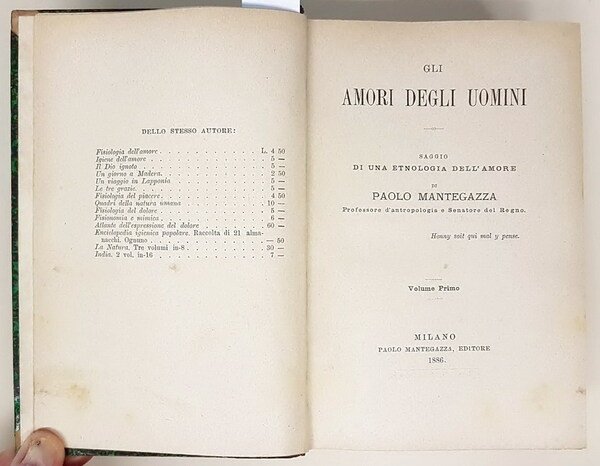 DELLO STESSO AUTORE:
Fisiologia dell'amore . . . . . . . . . . . L. 4 50
Igiene dell'amore . . . . . . . . . . . . 5 —
Il Dio ignoto . . . . . . . . . . . . 5 —
Un giorno a Madera . . . . . . . . . . . . 2 50
Un viaggio in Lapponia . . . . . . . . . . . 5 —
Le tre grazie . . . . . . . . . . . . 5 —
Fisiologia del piacere . . . . . . . . . . . 4 50
Quadri della natura umana . . . . . . . . . 10 —
Fisiologia del dolore . . . . . . . . . . . 5 —
Fisionomia e mimica . . . . . . . . . . . 6 —
Atlante dell'espressione del dolore . . . . . . 60 —
Enciclopedia igienica popolare. Raccolta di 21 alma-
nacchi. Ognuno . . . . . . . . . . . — 50
La Natura. Tre volumi in-8 . . . . . . . . . 30 —
India. 2 vol. in-16 . . . . . . . . . . . 7 —
GLI
AMORI DEGLI UOMINI
SAGGIO
DI UNA ETNOLOGIA DELL'AMORE
DI
PAOLO MANTEGAZZA
Professore d'antropologia e Senatore del Regno.
Honny soit qui mal y pense.
Volume Primo
MILANO
PAOLO MANTEGAZZA, EDITORE
1886.